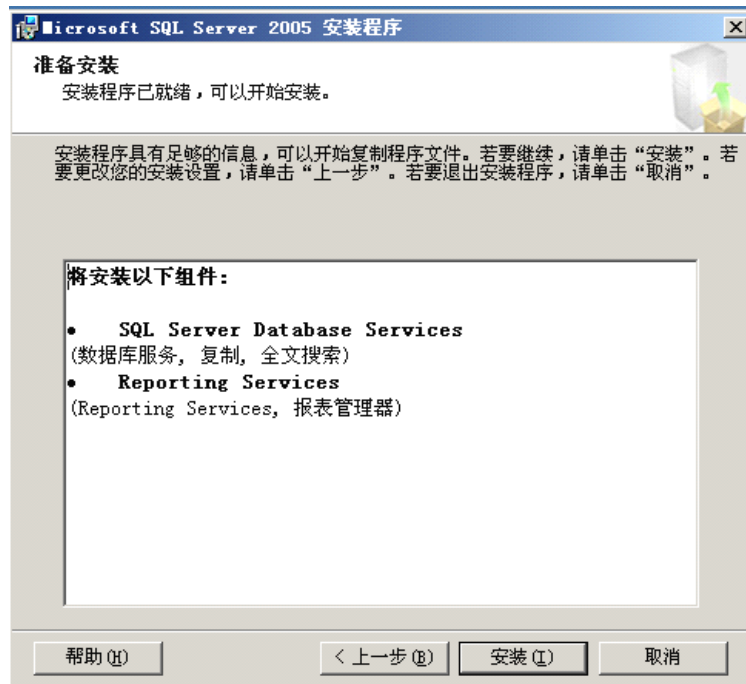 Microsoft SQL Server 2005 安装程序
准备安装
安装程序已就绪，可以开始安装。
安装程序具有足够的信息，可以开始复制程序文件。若要继续，请单击“安装”。若
要更改您的安装设置，请单击“上一步”。若要退出安装程序，请单击“取消”。
将安装以下组件：
• SQL Server Database Services
(数据库服务, 复制, 全文搜索)
• Reporting Services
(Reporting Services, 报表管理器)
帮助(H) < 上一步(B) 安装(I) 取消